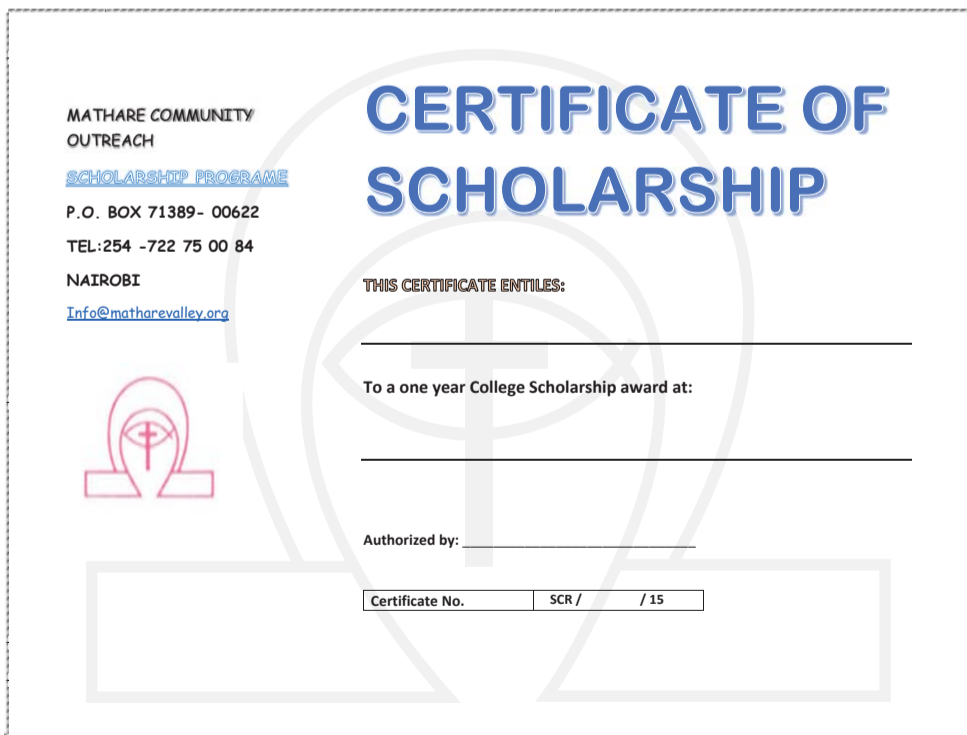 MATHARE COMMUNITY
OUTREACH
SCHOLARSHIP PROGRAME
P.O. BOX 71389- 00622
TEL:254 -722 75 00 84
NAIROBI
Info@matharevalley.org
CERTIFICATE OF
SCHOLARSHIP
THIS CERTIFICATE ENTILES:
To a one year College Scholarship award at:
Authorized by: ______________________________
Certificate No. SCR / / 15